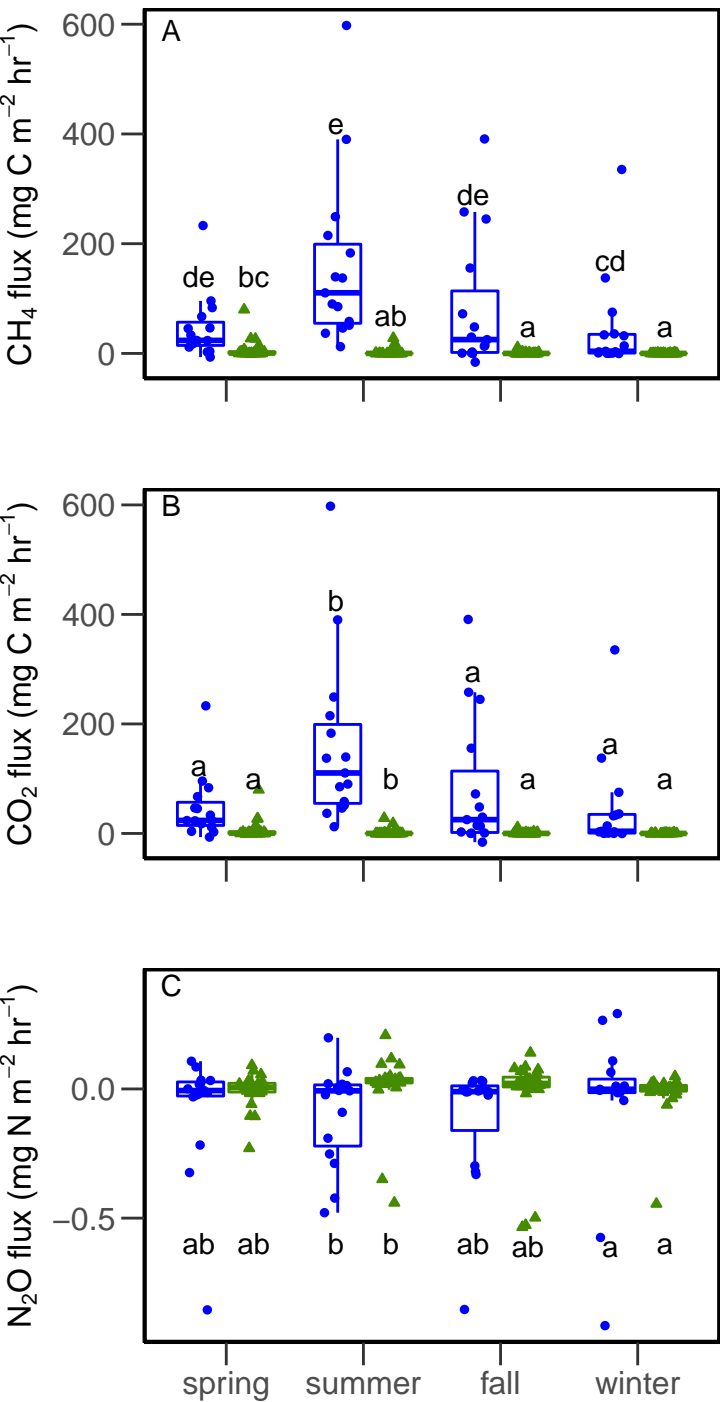 CH₄ flux (mg C m⁻² hr⁻¹)
600
400
200
0
A
e
de
de
bc
cd
ab
a
a
CO₂ flux (mg C m⁻² hr⁻¹)
600
400
200
0
B
b
a
a
a
a
b
a
a
N₂O flux (mg N m⁻² hr⁻¹)
0.0
−0.5
C
ab
ab
b
b
ab
ab
a
a
spring
summer
fall
winter